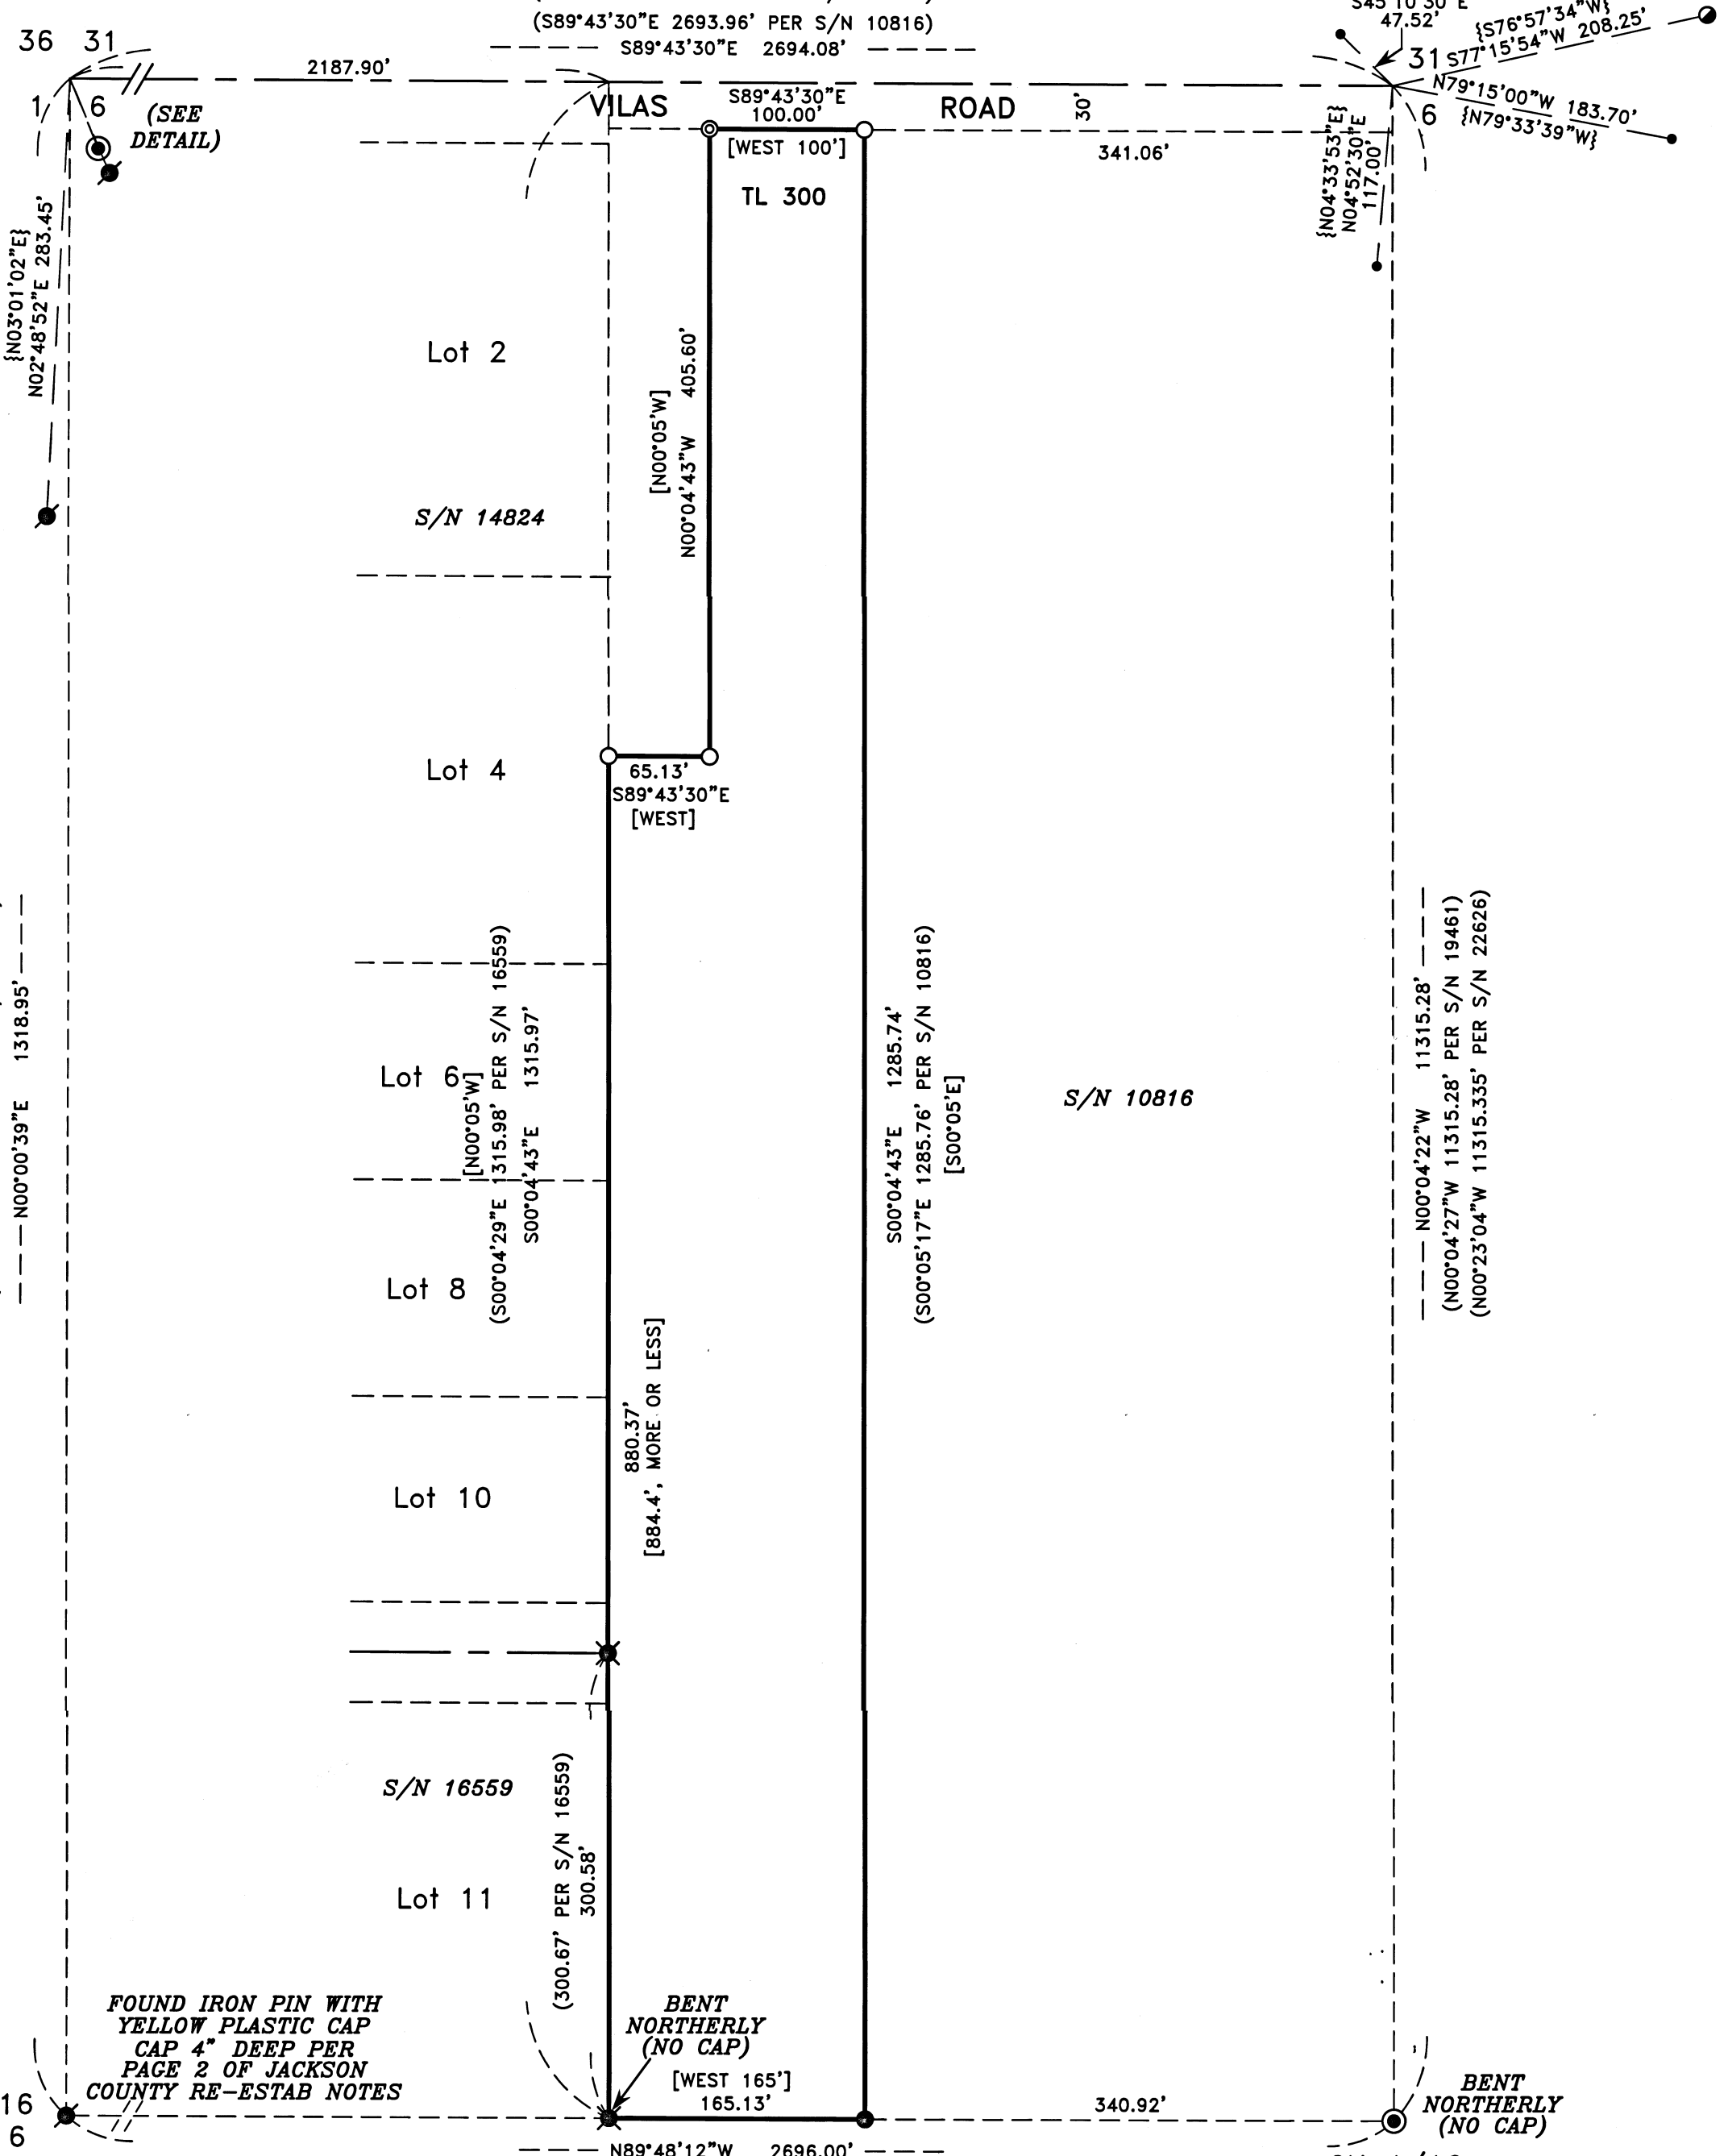 (S89°43'30"E 2693.96' PER S/N 10816)
S89°43'30"E 2694.08'
36 31
1 6
(SEE
DETAIL)
2187.90'
VILAS ROAD
S89°43'30"E
100.00'
[WEST 100']
TL 300
30'
341.06'
S45°10'30"E
47.52'
31
6
{S76°57'34"W}
S77°15'54"W 208.25'
N79°15'00"W 183.70'
{N79°33'39"W}
{N04°33'53"E}
N04°52'30"E
117.00'
{N03°01'02"E}
N02°48'52"E 283.45'
Lot 2
[N00°05'W]
N00°04'43"W 405.60'
S/N 14824
Lot 4
65.13'
S89°43'30"E
[WEST]
N00°00'39"E 1318.95'
Lot 6
[N00°05'W]
(S00°04'29"E 1315.98' PER S/N 16559)
S00°04'43"E 1315.97'
S00°04'43"E 1285.74'
(S00°05'17"E 1285.76' PER S/N 10816)
[S00°05'E]
S/N 10816
N00°04'22"W 11315.28'
(N00°04'27"W 11315.28' PER S/N 19461)
(N00°23'04"W 11315.335' PER S/N 22626)
Lot 8
880.37'
[884.4', MORE OR LESS]
Lot 10
S/N 16559
(300.67' PER S/N 16559)
300.58'
Lot 11
FOUND IRON PIN WITH
YELLOW PLASTIC CAP
CAP 4" DEEP PER
PAGE 2 OF JACKSON
COUNTY RE-ESTAB NOTES
BENT
NORTHERLY
(NO CAP)
[WEST 165']
165.13'
340.92'
BENT
NORTHERLY
(NO CAP)
16
6
N89°48'12"W 2696.00'